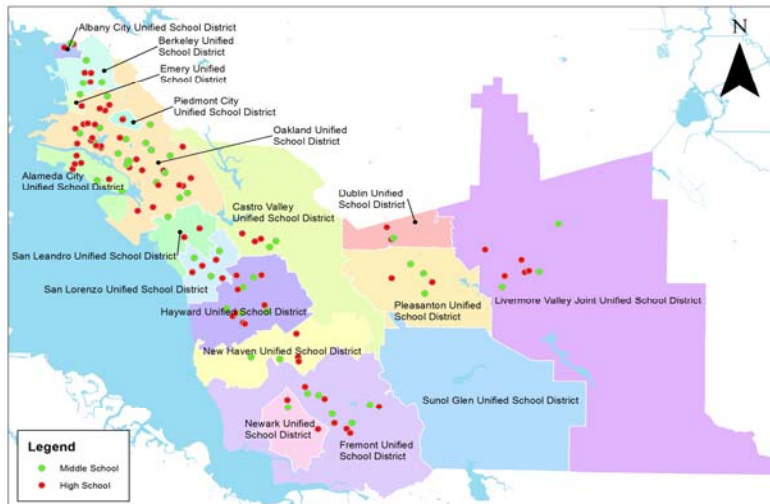 Albany City Unified School District
Berkeley Unified
School District
Emery Unified
School District
Piedmont City
Unified School District
N
Oakland Unified
School District
Alameda City
Unified School District
Castro Valley
Unified School District
Dublin Unified
School District
San Leandro Unified School District
San Lorenzo Unified School District
Hayward Unified School District
Pleasanton Unified
School District
Livermore Valley Joint Unified School District
New Haven Unified School District
Sunol Glen Unified School District
Newark Unified
School District
Fremont Unified
School District
Legend
Middle School
High School